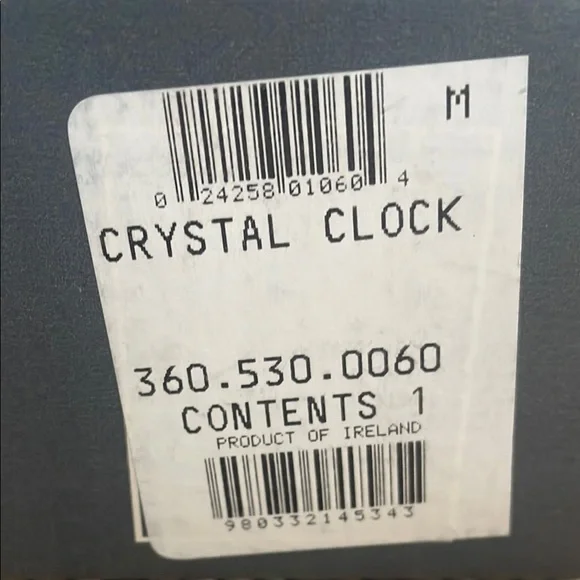 M
0 24258 01060 4
CRYSTAL CLOCK
360.530.0060
CONTENTS 1
PRODUCT OF IRELAND
980332145343